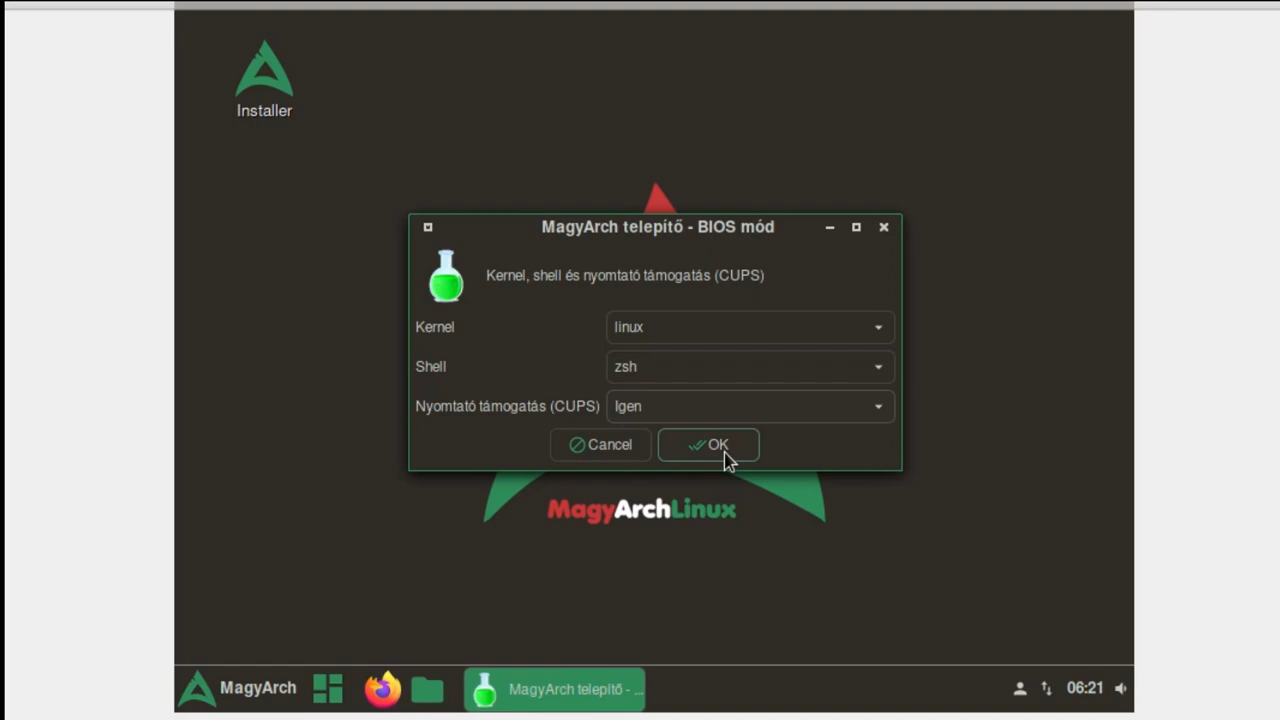 Installer
MagyArch telepítő - BIOS mód
Kernel, shell és nyomtató támogatás (CUPS)
Kernel linux
Shell zsh
Nyomtató támogatás (CUPS) Igen
Cancel OK
MagyArchLinux
MagyArch MagyArch telepítő - ... 06:21